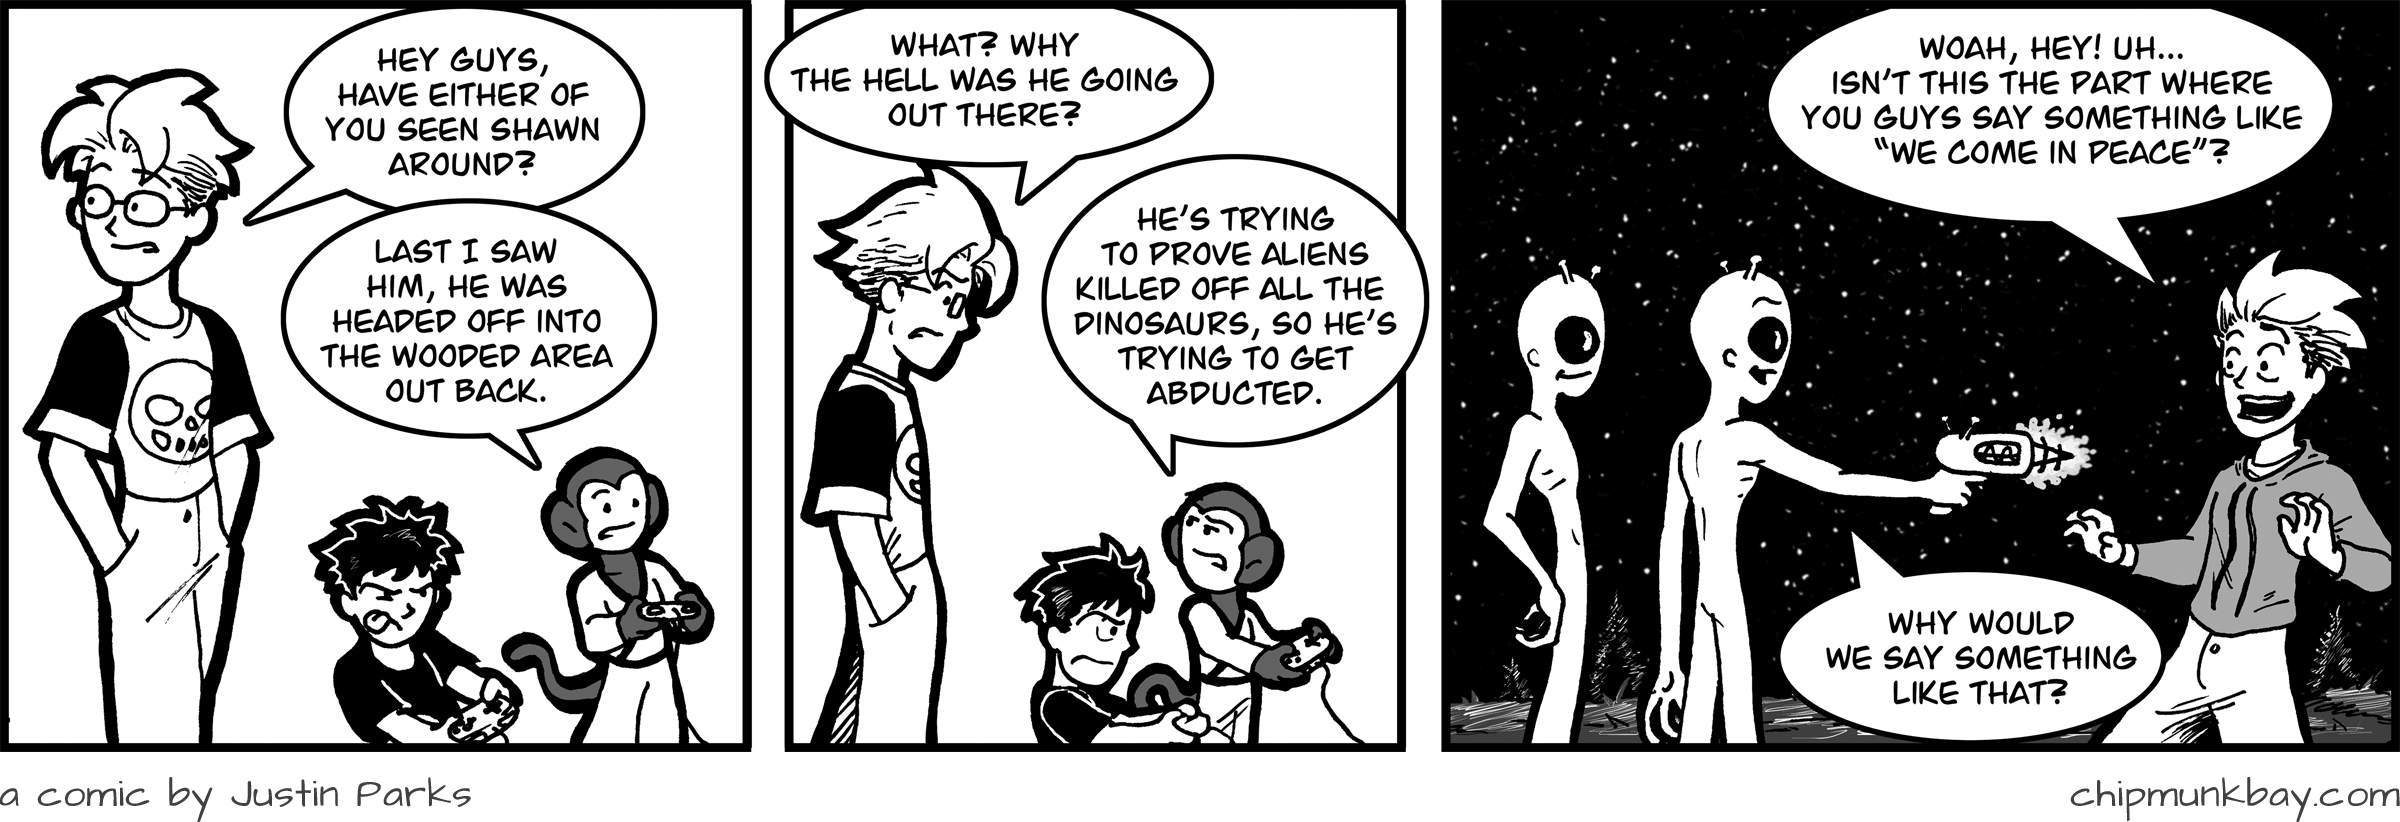 HEY GUYS,
HAVE EITHER OF
YOU SEEN SHAWN
AROUND?
LAST I SAW
HIM, HE WAS
HEADED OFF INTO
THE WOODED AREA
OUT BACK.
WHAT? WHY
THE HELL WAS HE GOING
OUT THERE?
HE'S TRYING
TO PROVE ALIENS
KILLED OFF ALL THE
DINOSAURS, SO HE'S
TRYING TO GET
ABDUCTED.
WOAH, HEY! UH...
ISN'T THIS THE PART WHERE
YOU GUYS SAY SOMETHING LIKE
"WE COME IN PEACE"?
WHY WOULD
WE SAY SOMETHING
LIKE THAT?
a comic by Justin Parks
chipmunkbay.com